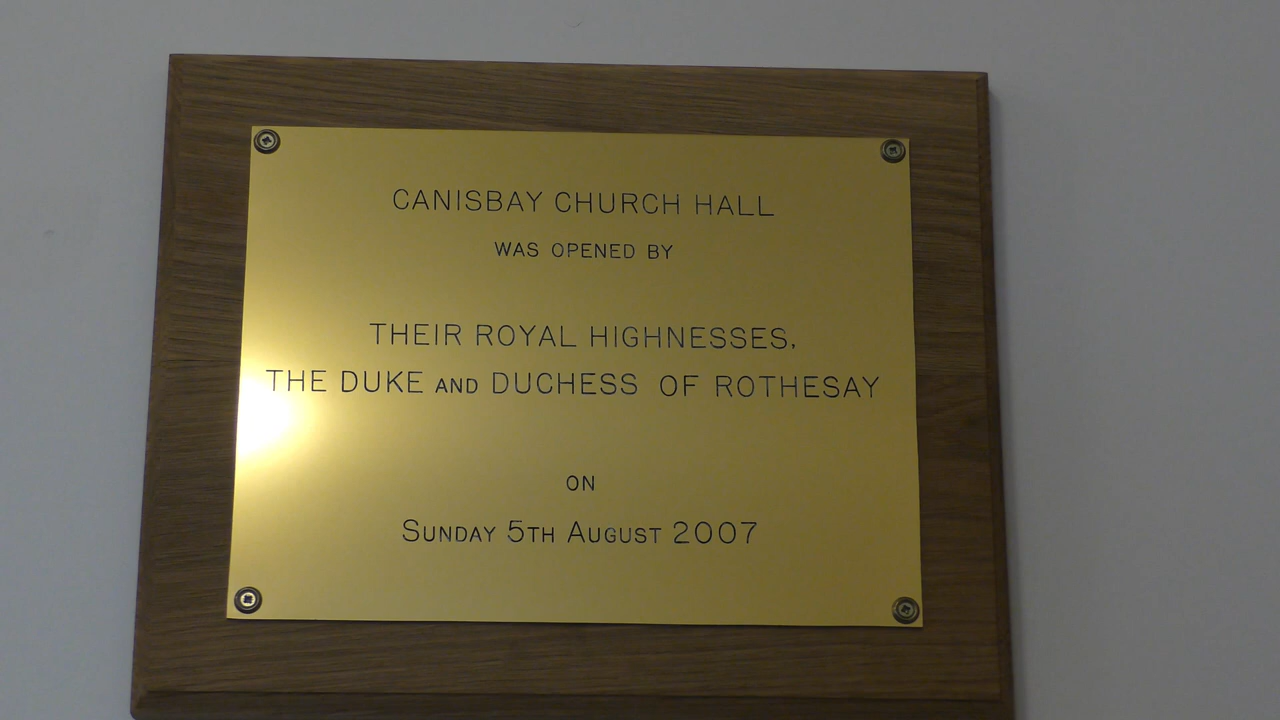 CANISBAY CHURCH HALL
WAS OPENED BY
THEIR ROYAL HIGHNESSES,
THE DUKE AND DUCHESS OF ROTHESAY
ON
SUNDAY 5TH AUGUST 2007